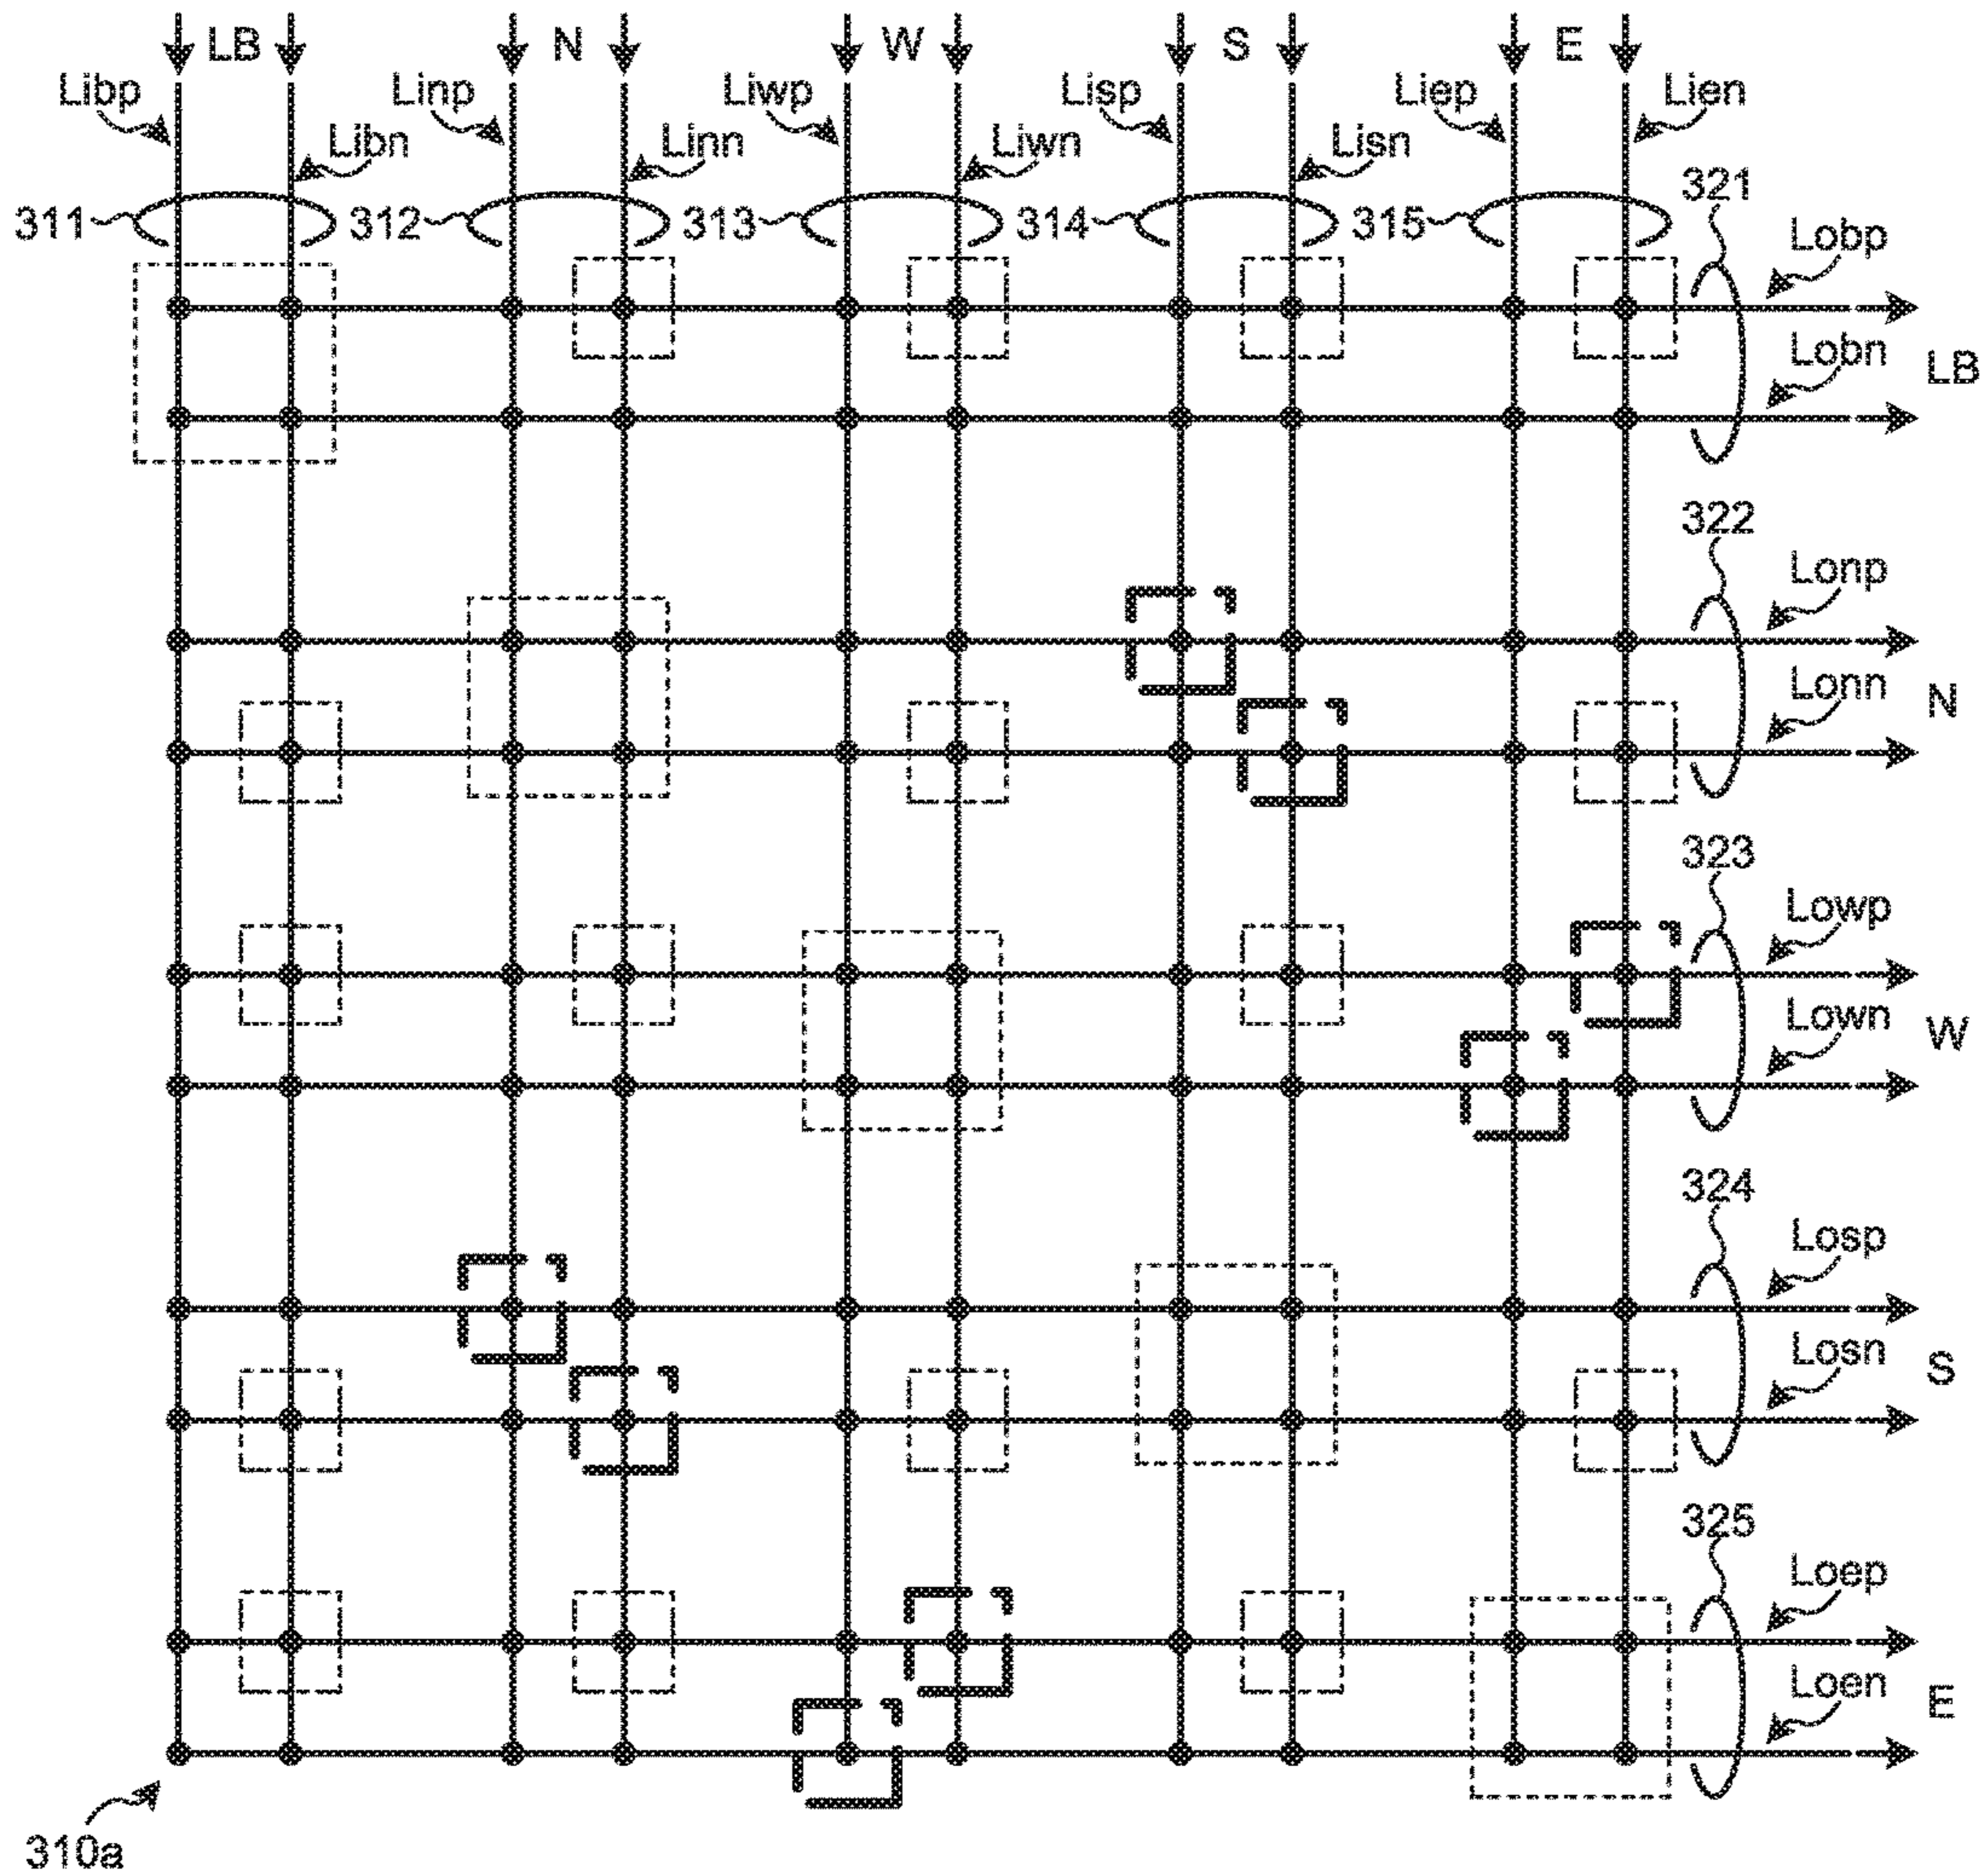 LB N W S E
Libp Linp Liwp Lisp Liep Lien
Libn Linn Liwn Lisn
311 312 313 314 315 321
Lobp
Lobn
LB
322
Lonp
Lonn
N
323
Lowp
Lown
W
324
Losp
Losn
S
325
Loep
Loen
E
310a